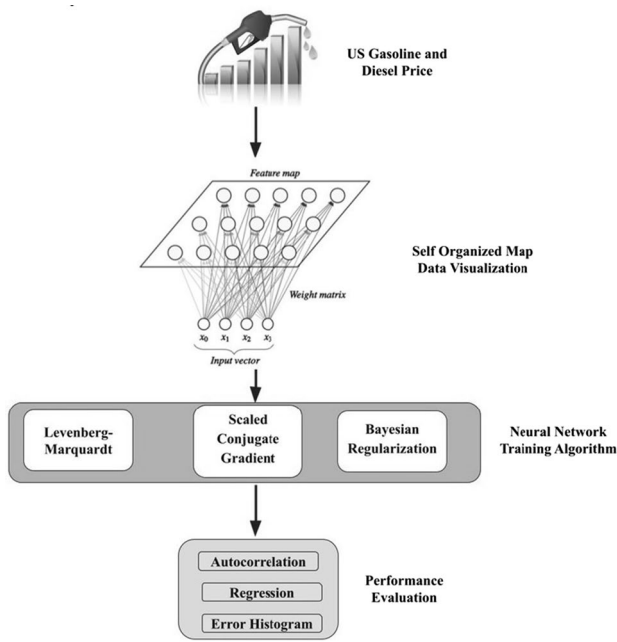 US Gasoline and
Diesel Price
Feature map
Self Organized Map
Data Visualization
Weight matrix
x0 x1 x2 x3
Input vector
Levenberg-
Marquardt
Scaled
Conjugate
Gradient
Bayesian
Regularization
Neural Network
Training Algorithm
Autocorrelation
Regression
Error Histogram
Performance
Evaluation